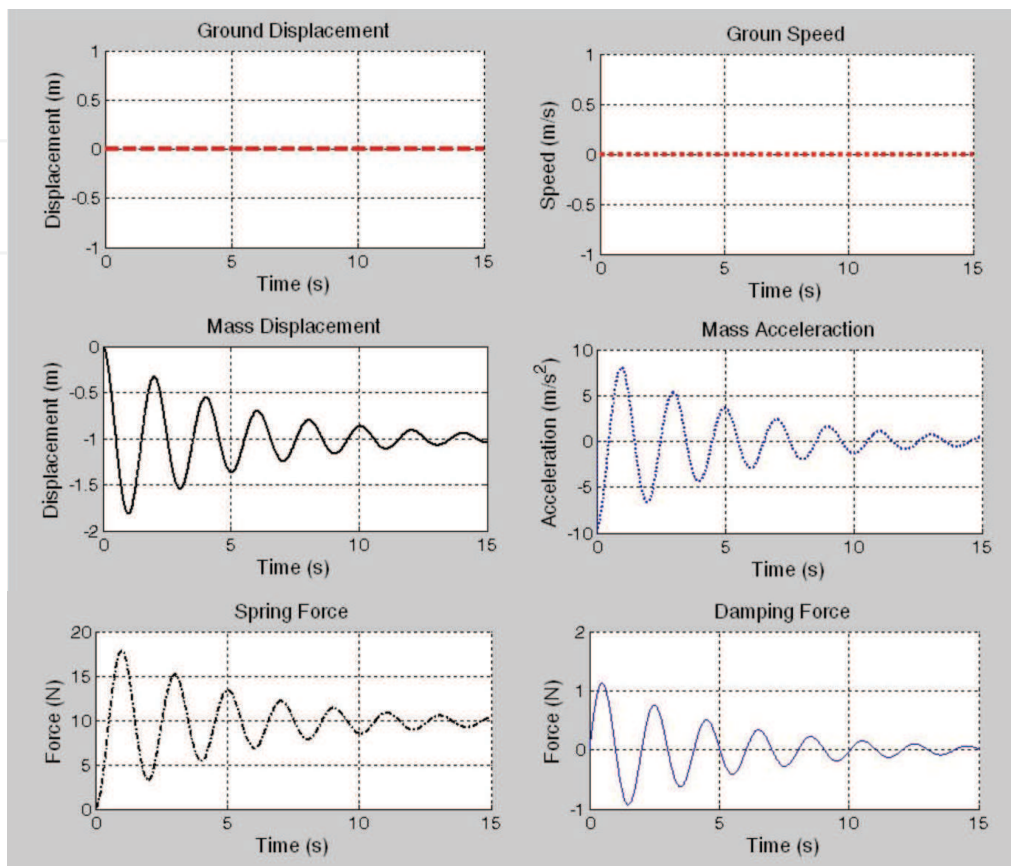 Ground Displacement
Displacement (m)
1
0.5
0
-0.5
-1
0 5 10 15
Time (s)
Groun Speed
Speed (m/s)
1
0.5
0
-0.5
-1
0 5 10 15
Time (s)
Mass Displacement
Displacement (m)
0
-0.5
-1
-1.5
-2
0 5 10 15
Time (s)
Mass Acceleraction
Acceleration (m/s²)
10
5
0
-5
-10
0 5 10 15
Time (s)
Spring Force
Force (N)
20
15
10
5
0
0 5 10 15
Time (s)
Damping Force
Force (N)
2
1
0
-1
0 5 10 15
Time (s)